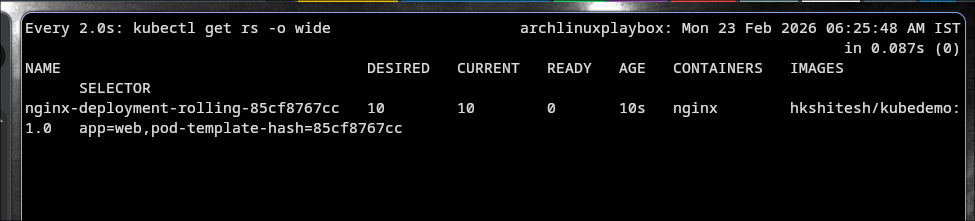 Every 2.0s: kubectl get rs -o wide archlinuxplaybox: Mon 23 Feb 2026 06:25:48 AM IST
in 0.087s (0)
NAME DESIRED CURRENT READY AGE CONTAINERS IMAGES
SELECTOR
nginx-deployment-rolling-85cf8767cc 10 10 0 10s nginx hkshitesh/kubedemo:
1.0 app=web,pod-template-hash=85cf8767cc